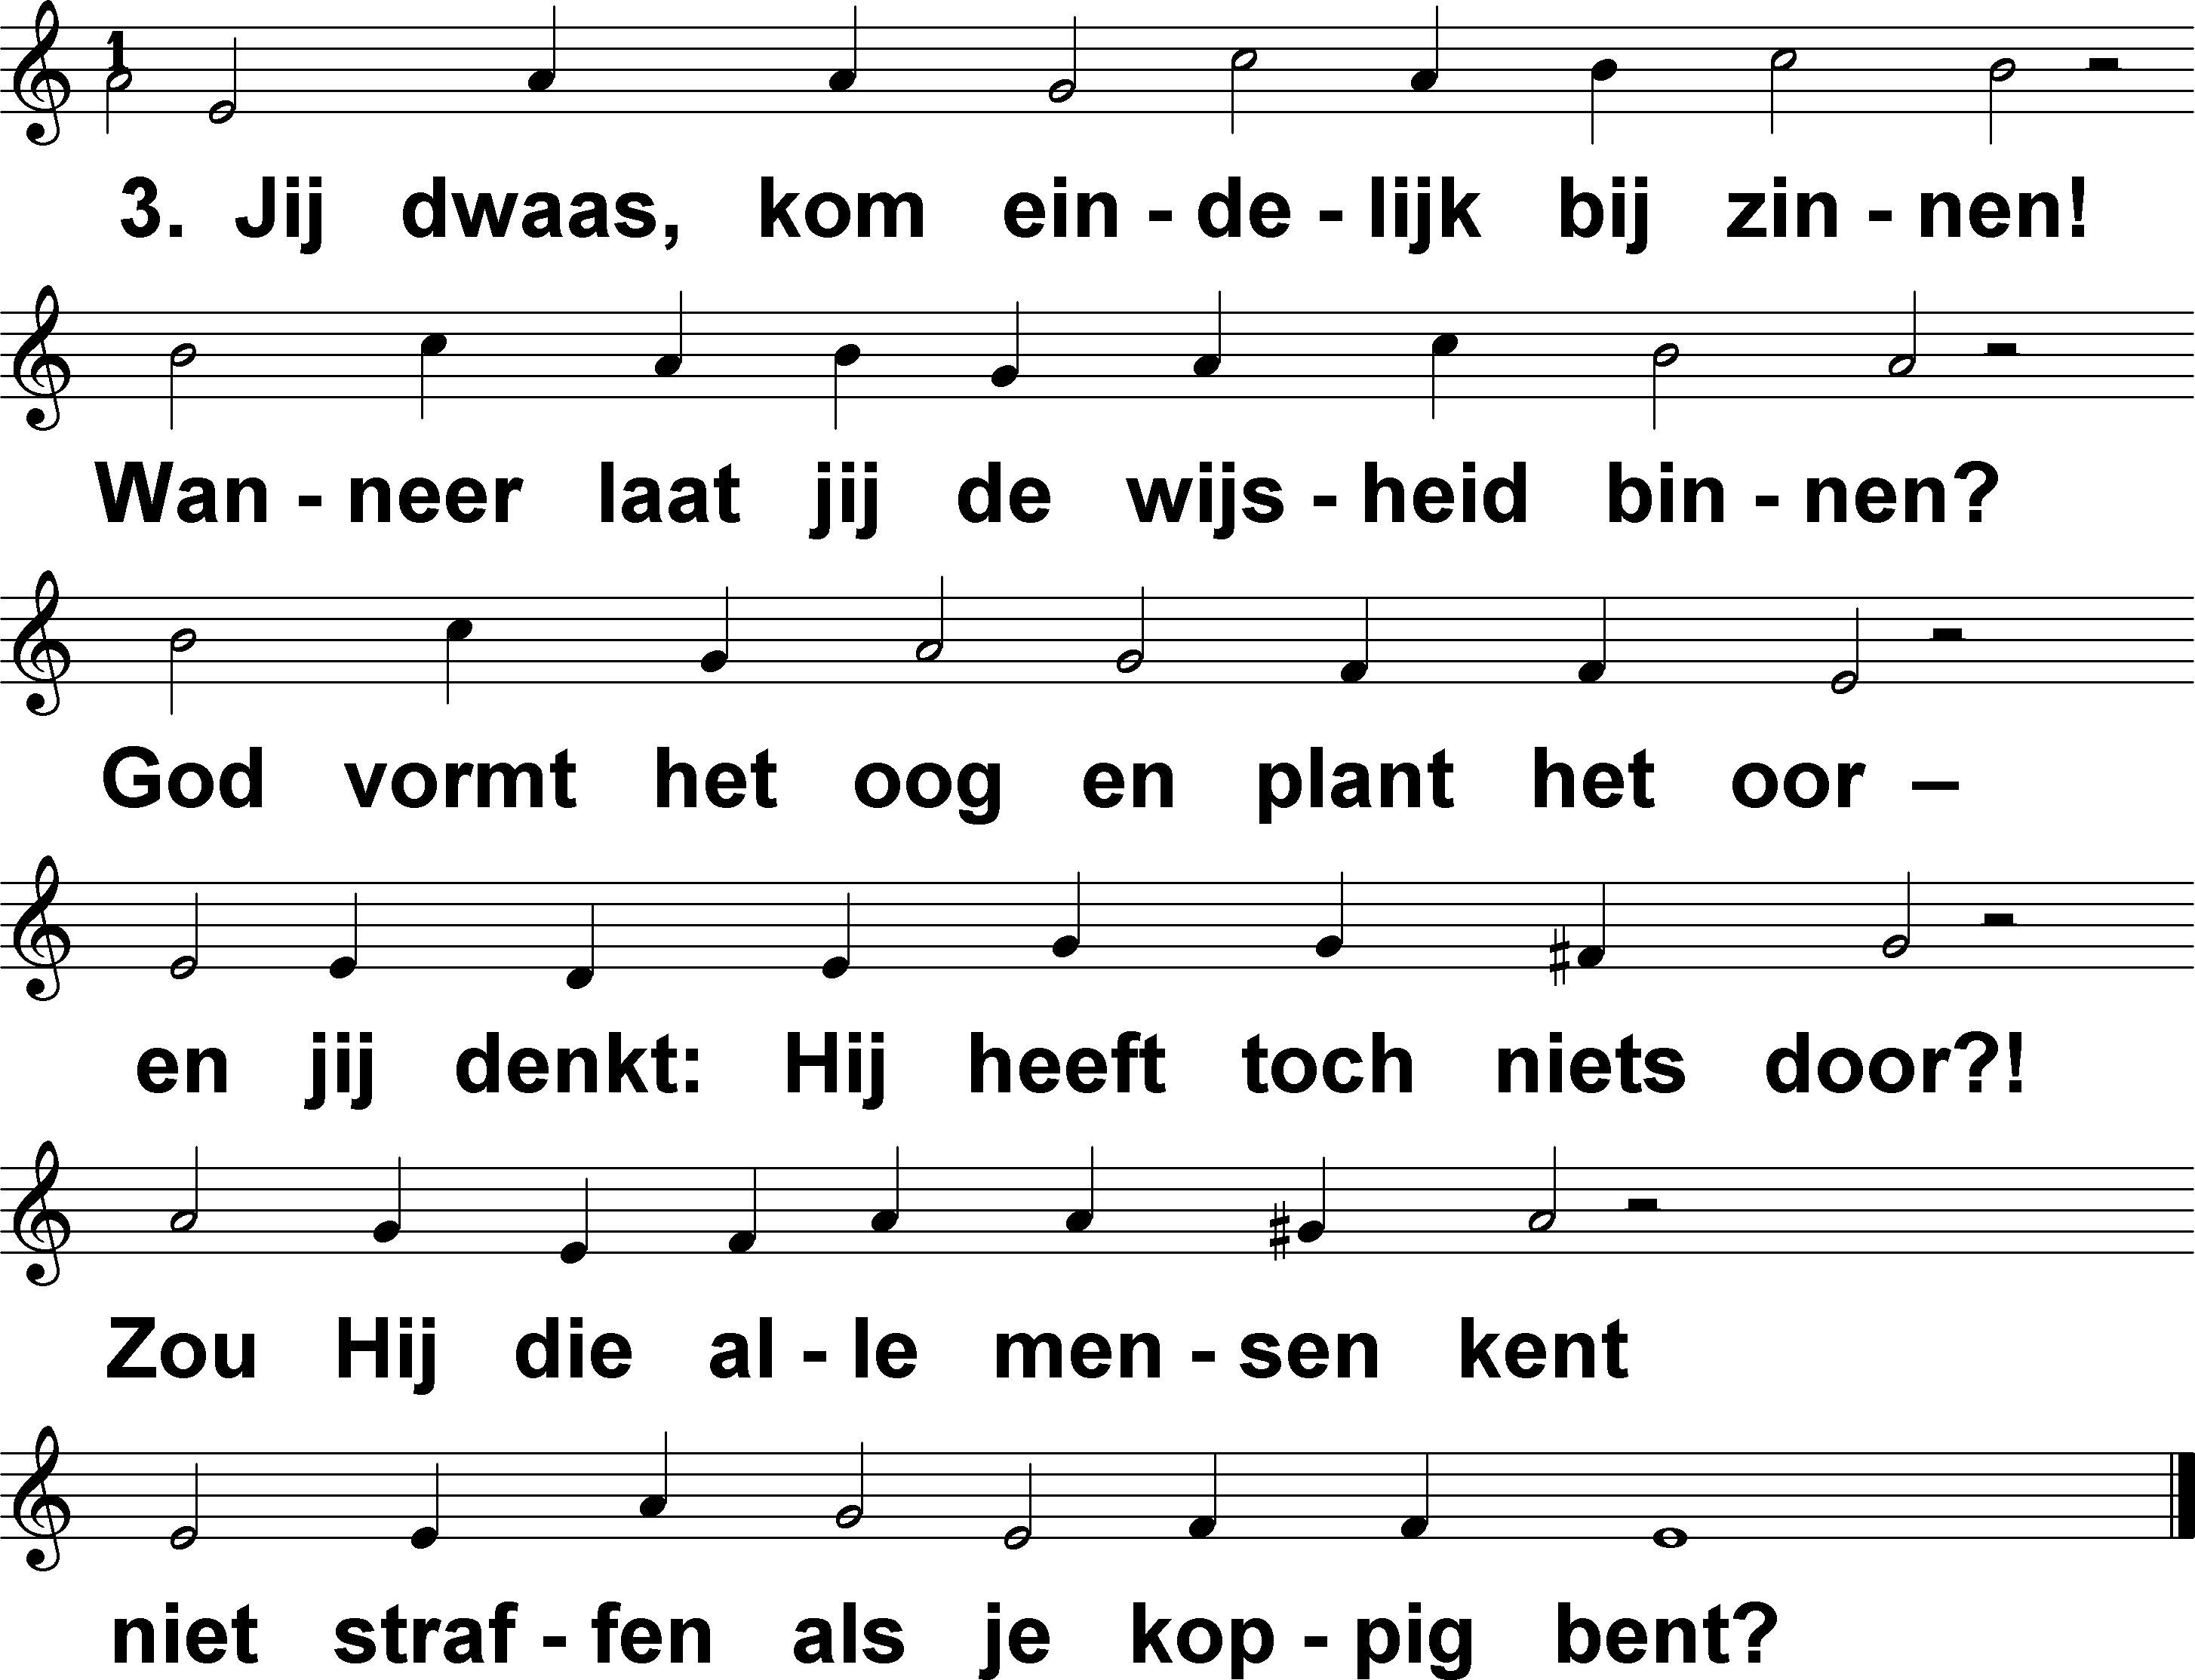 1
3. Jij dwaas, kom ein - de - lijk bij zin - nen!
Wan - neer laat jij de wijs - heid bin - nen?
God vormt het oog en plant het oor –
en jij denkt: Hij heeft toch niets door?!
Zou Hij die al - le men - sen kent
niet straf - fen als je kop - pig bent?